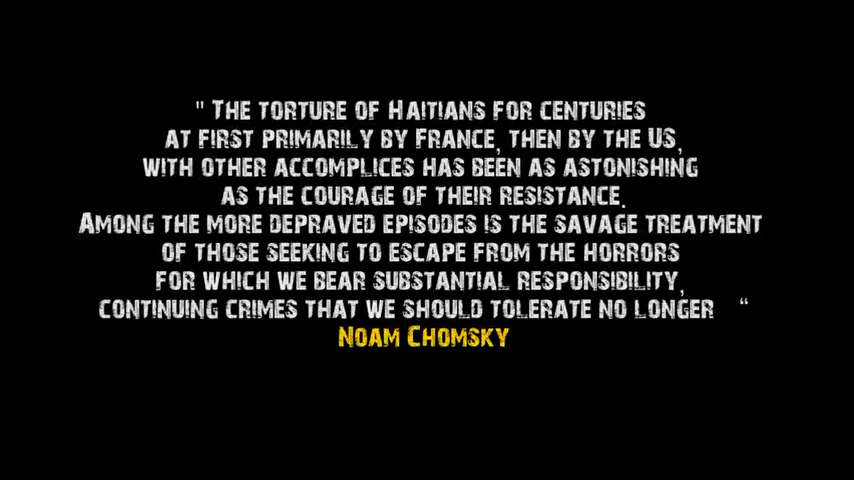 " The torture of Haitians for centuries
at first primarily by France, then by the US,
with other accomplices has been as astonishing
as the courage of their resistance.
Among the more depraved episodes is the savage treatment
of those seeking to escape from the horrors
for which we bear substantial responsibility,
continuing crimes that we should tolerate no longer “
Noam Chomsky